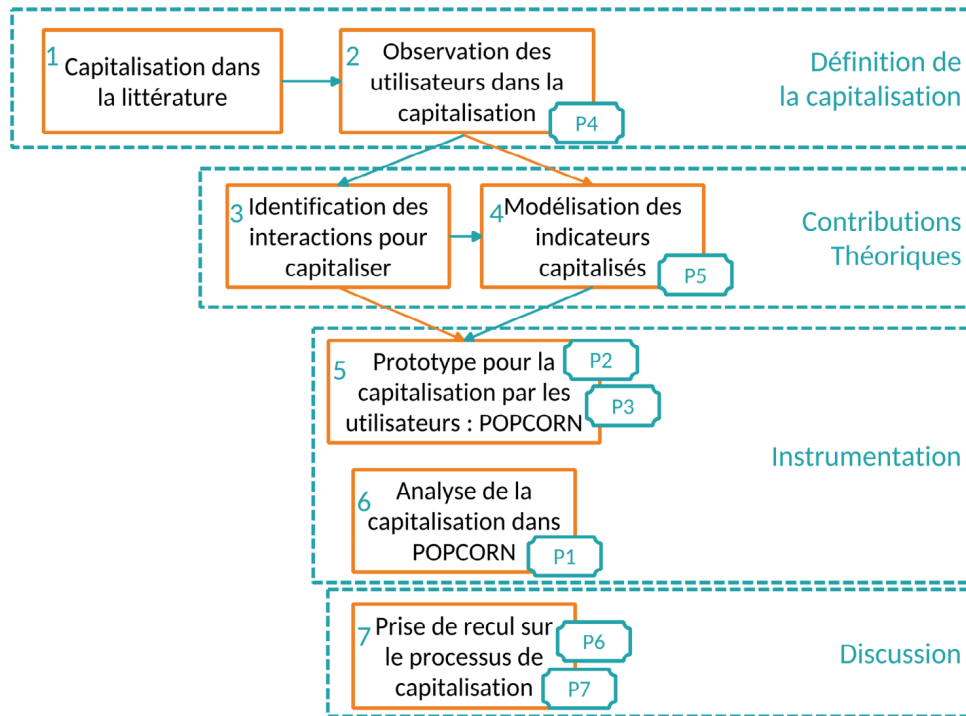 1
Capitalisation dans
la littérature
2
Observation des
utilisateurs dans la
capitalisation
P4
Définition de
la capitalisation
3
Identification des
interactions pour
capitaliser
4
Modélisation des
indicateurs
capitalisés
P5
Contributions
Théoriques
5
Prototype pour la
capitalisation par les
utilisateurs : POPCORN
P2
P3
Instrumentation
6
Analyse de la
capitalisation dans
POPCORN
P1
7
Prise de recul sur
le processus de
capitalisation
P6
P7
Discussion